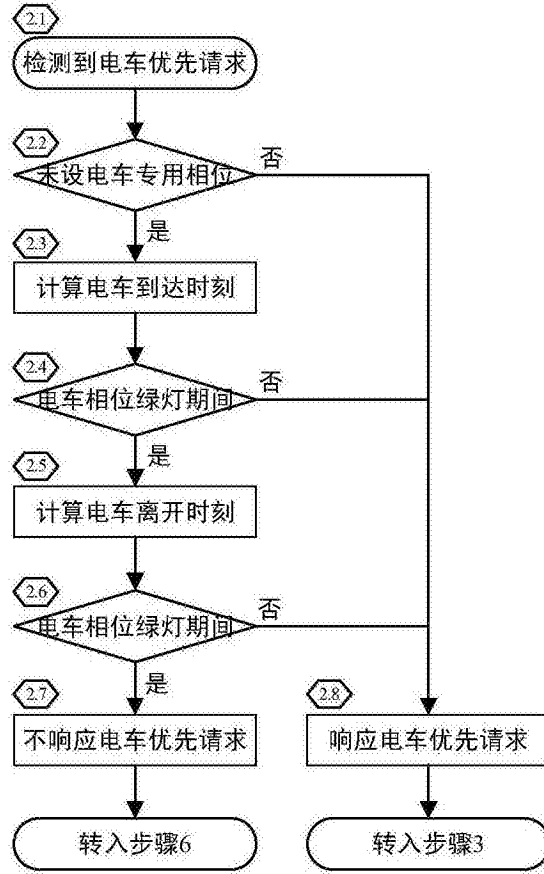 2.1
检测到电车优先请求
2.2
未设电车专用相位
否
是
2.3
计算电车到达时刻
2.4
电车相位绿灯期间
否
是
2.5
计算电车离开时刻
2.6
电车相位绿灯期间
否
是
2.7
不响应电车优先请求
2.8
响应电车优先请求
转入步骤6
转入步骤3